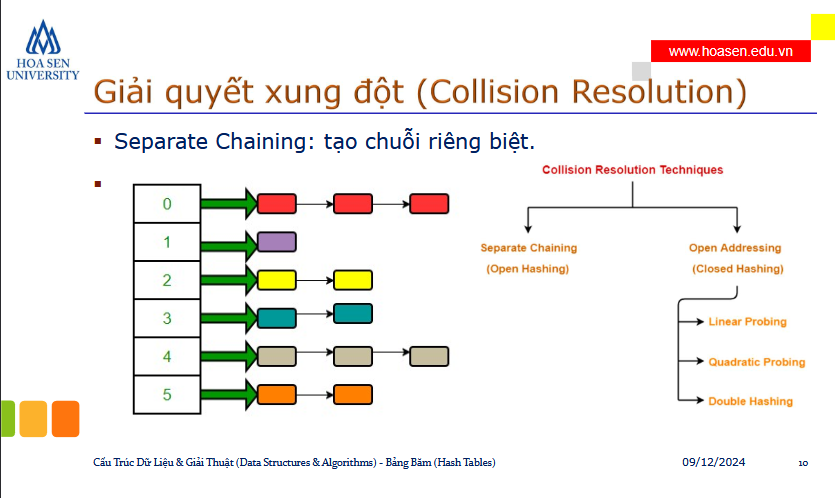 HOA SEN
UNIVERSITY
www.hoasen.edu.vn
Giải quyết xung đột (Collision Resolution)
Separate Chaining: tạo chuỗi riêng biệt.
0
1
2
3
4
5
Collision Resolution Techniques
Separate Chaining
(Open Hashing)
Open Addressing
(Closed Hashing)
Linear Probing
Quadratic Probing
Double Hashing
Cấu Trúc Dữ Liệu & Giải Thuật (Data Structures & Algorithms) - Bảng Băm (Hash Tables)
09/12/2024
10